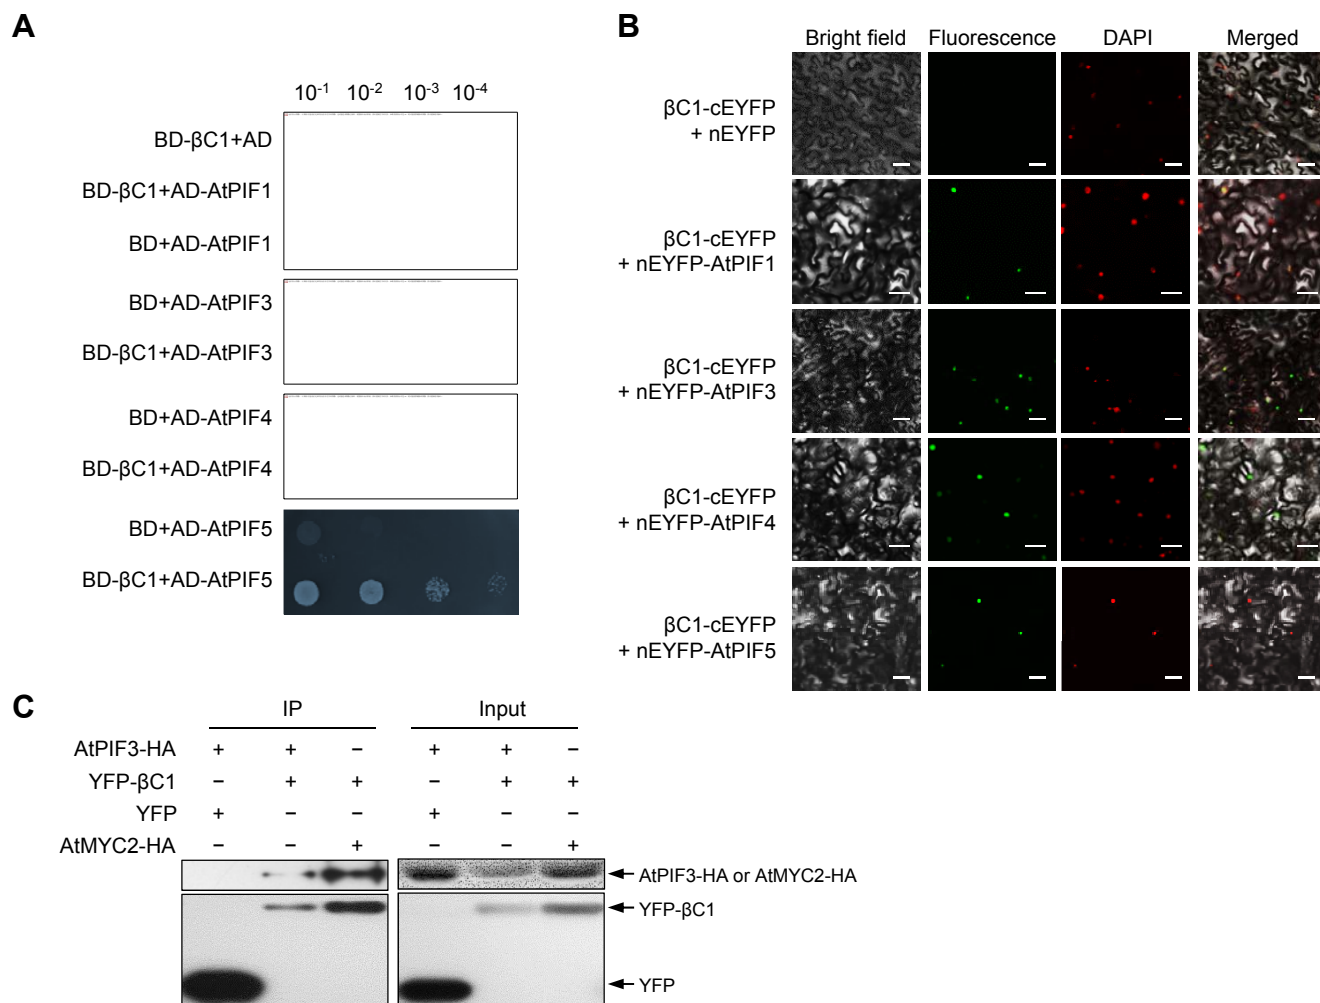 A
10-1 10-2 10-3 10-4
BD-βC1+AD
BD-βC1+AD-AtPIF1
BD+AD-AtPIF1
BD+AD-AtPIF3
BD-βC1+AD-AtPIF3
BD+AD-AtPIF4
BD-βC1+AD-AtPIF4
BD+AD-AtPIF5
BD-βC1+AD-AtPIF5
B
Bright field Fluorescence DAPI Merged
βC1-cEYFP
+ nEYFP
βC1-cEYFP
+ nEYFP-AtPIF1
βC1-cEYFP
+ nEYFP-AtPIF3
βC1-cEYFP
+ nEYFP-AtPIF4
βC1-cEYFP
+ nEYFP-AtPIF5
C
IP Input
AtPIF3-HA + + − + + −
YFP-βC1 − + + − + +
YFP + − − + − −
AtMYC2-HA − − + − − +
AtPIF3-HA or AtMYC2-HA
YFP-βC1
YFP